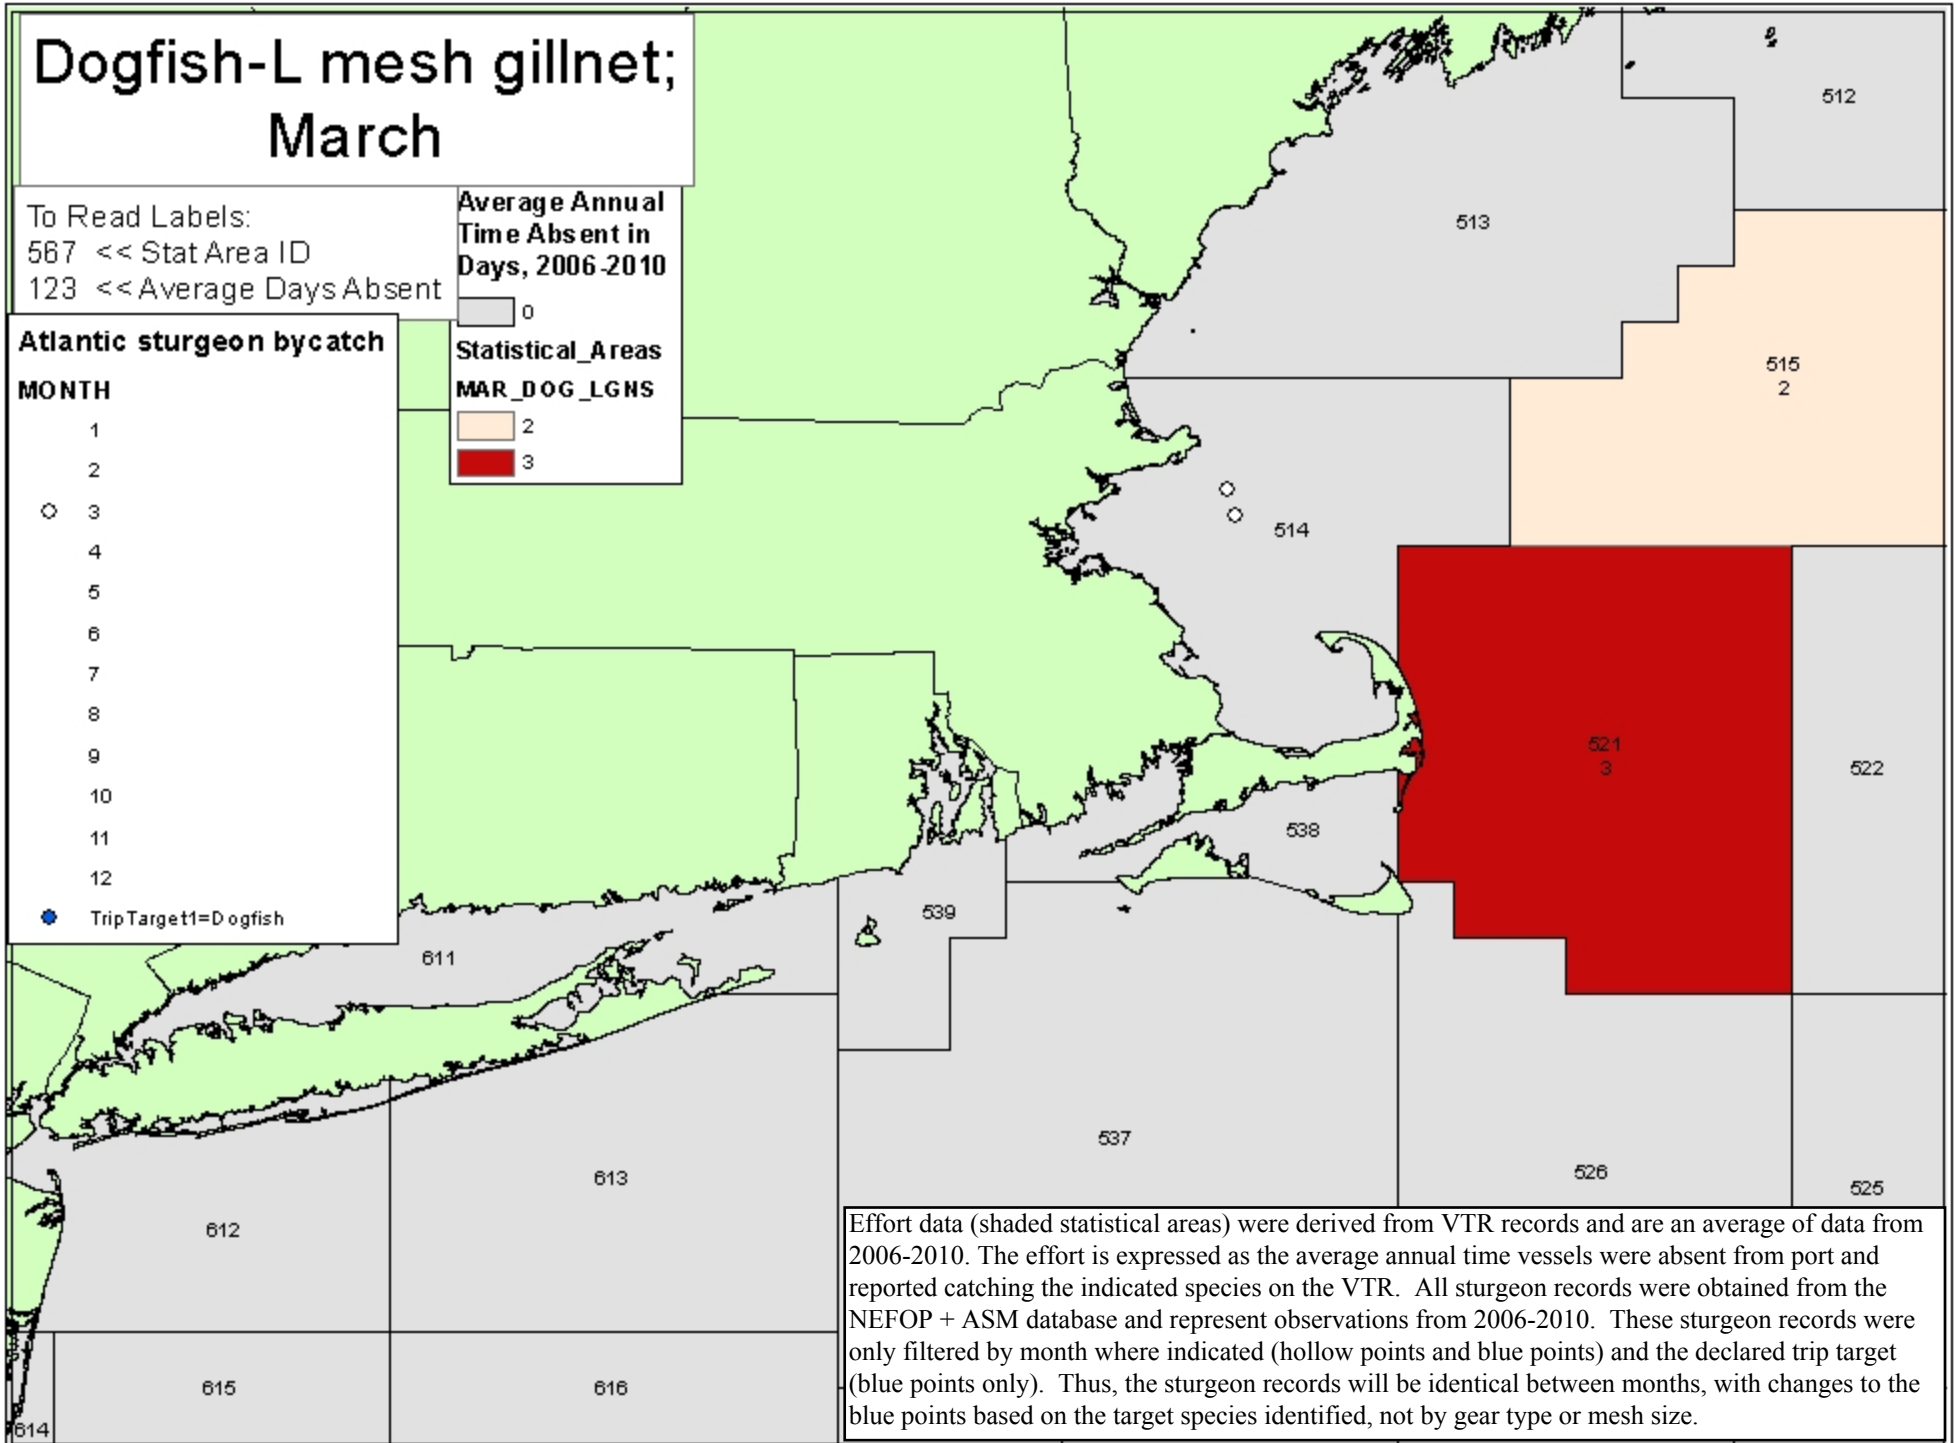 Dogfish-L mesh gillnet;
March
To Read Labels:
567 << Stat Area ID
123 << Average Days Absent
Average Annual
Time Absent in
Days, 2006-2010
0
Statistical_Areas
MAR_DOG_LGNS
2
3
Atlantic sturgeon bycatch
MONTH
1
2
3
4
5
6
7
8
9
10
11
12
TripTarget1=Dogfish
512
513
515
2
514
521
3
522
538
539
611
537
613
526
525
612
615
616
614
Effort data (shaded statistical areas) were derived from VTR records and are an average of data from
2006-2010. The effort is expressed as the average annual time vessels were absent from port and
reported catching the indicated species on the VTR.  All sturgeon records were obtained from the
NEFOP + ASM database and represent observations from 2006-2010.  These sturgeon records were
only filtered by month where indicated (hollow points and blue points) and the declared trip target
(blue points only).  Thus, the sturgeon records will be identical between months, with changes to the
blue points based on the target species identified, not by gear type or mesh size.